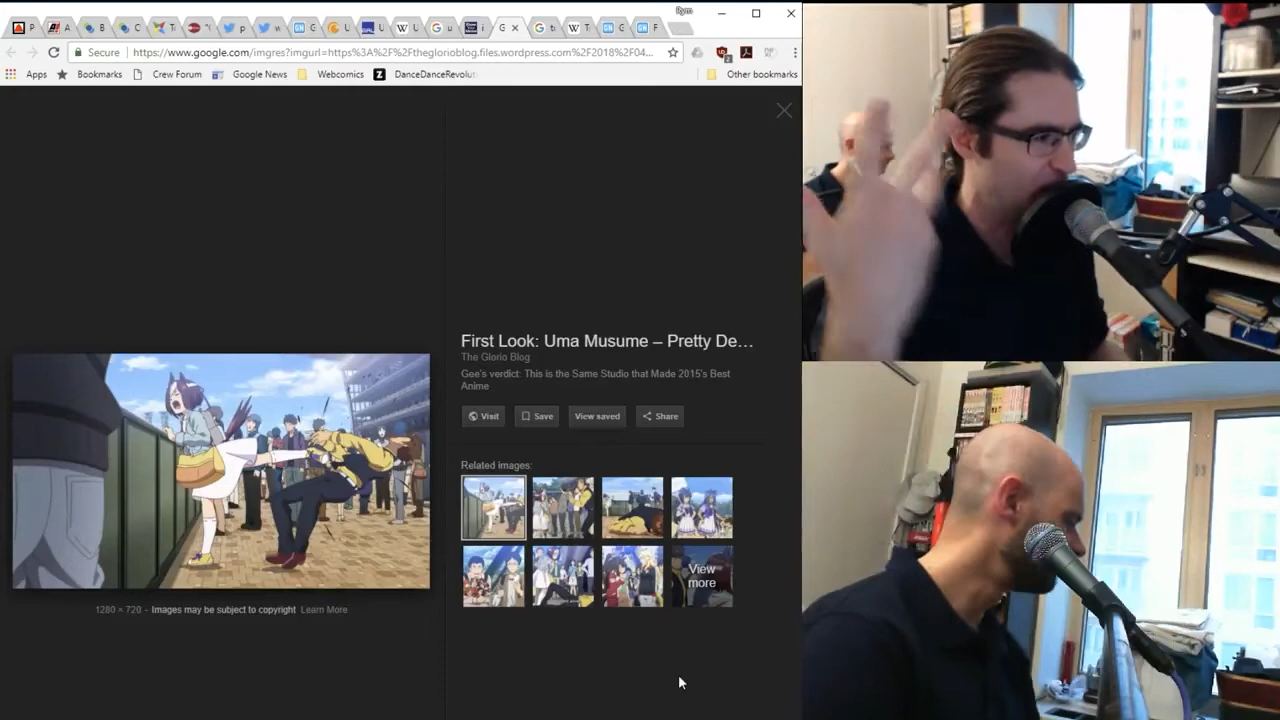 Rym
Secure https://www.google.com/imgres?imgurl=https%3A%2F%2Ftheglorioblog.files.wordpress.com%2F2018%2F04...
Apps Bookmarks Crew Forum Google News Webcomics DanceDanceRevolut Other bookmarks
First Look: Uma Musume – Pretty De...
The Glorio Blog
Gee's verdict: This is the Same Studio that Made 2015's Best
Anime
Visit Save View saved Share
Related images:
View
more
1280 × 720 - Images may be subject to copyright Learn More